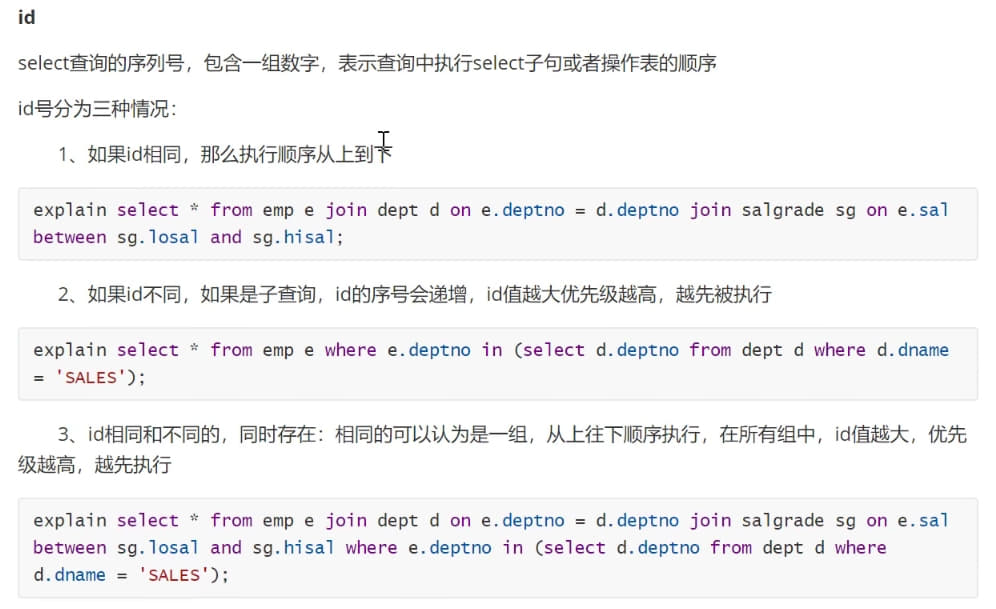 id
select查询的序列号，包含一组数字，表示查询中执行select子句或者操作表的顺序
id号分为三种情况：
1、如果id相同，那么执行顺序从上到下
explain select * from emp e join dept d on e.deptno = d.deptno join salgrade sg on e.sal
between sg.losal and sg.hisal;
2、如果id不同，如果是子查询，id的序号会递增，id值越大优先级越高，越先被执行
explain select * from emp e where e.deptno in (select d.deptno from dept d where d.dname
= 'SALES');
3、id相同和不同的，同时存在：相同的可以认为是一组，从上往下顺序执行，在所有组中，id值越大，优先
级越高，越先执行
explain select * from emp e join dept d on e.deptno = d.deptno join salgrade sg on e.sal
between sg.losal and sg.hisal where e.deptno in (select d.deptno from dept d where
d.dname = 'SALES');